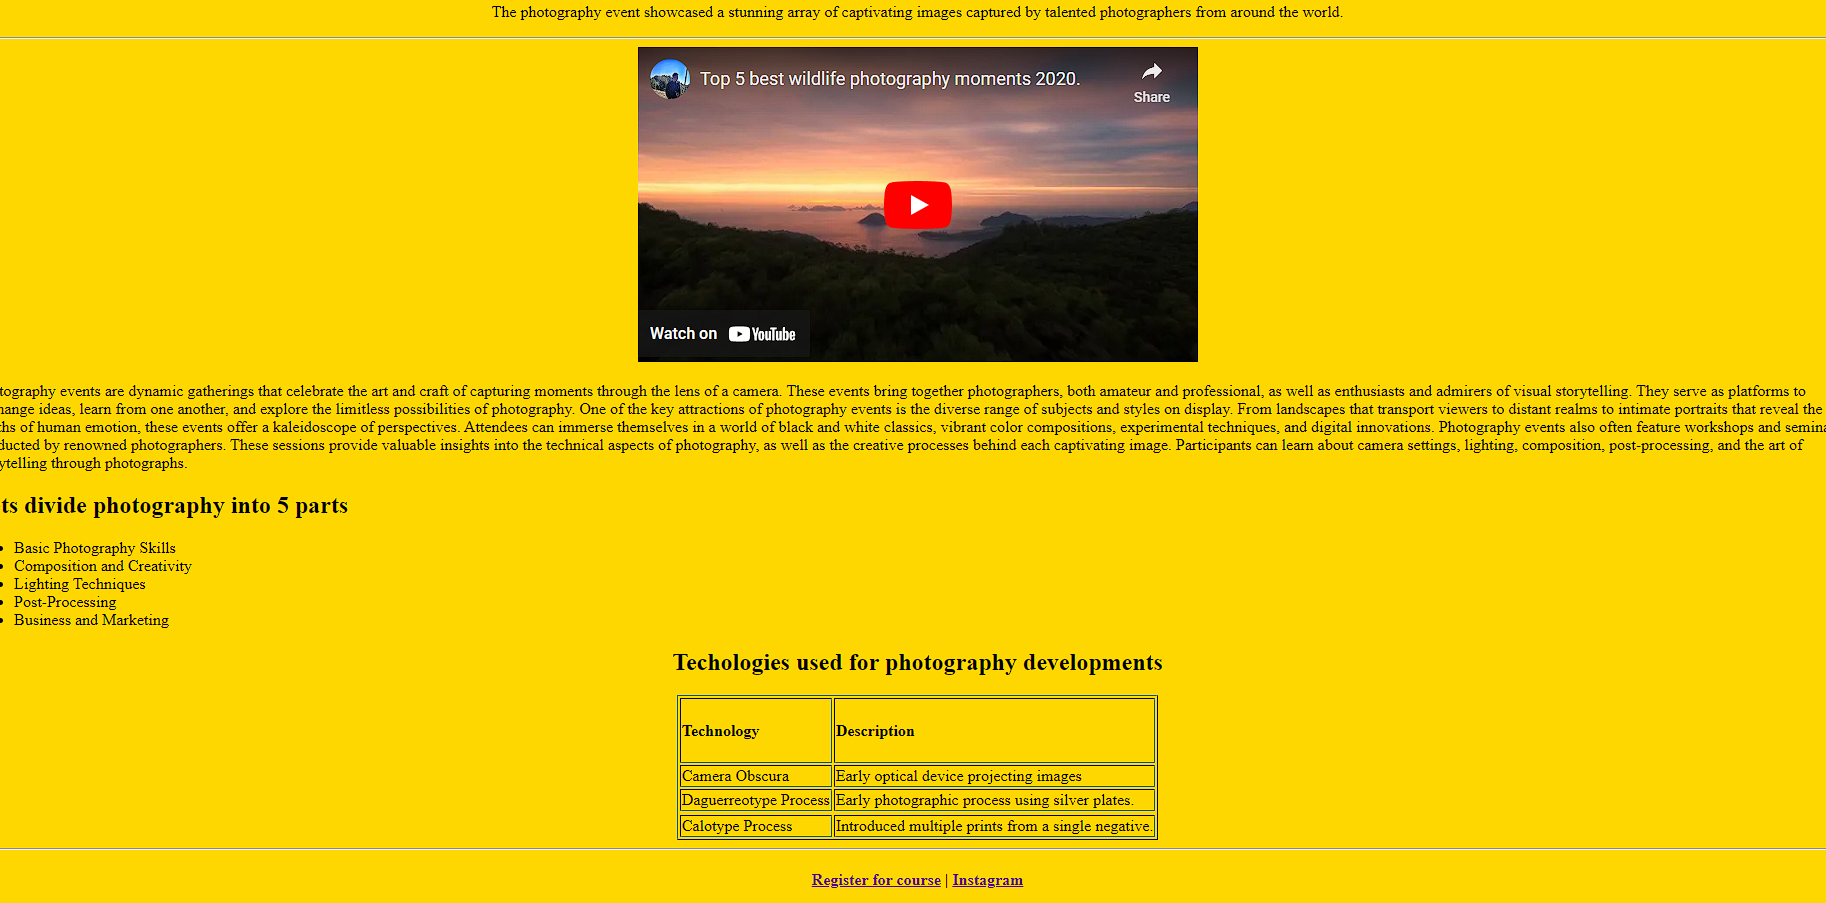 The photography event showcased a stunning array of captivating images captured by talented photographers from around the world.
Top 5 best wildlife photography moments 2020.
Share
Watch on YouTube
tography events are dynamic gatherings that celebrate the art and craft of capturing moments through the lens of a camera. These events bring together photographers, both amateur and professional, as well as enthusiasts and admirers of visual storytelling. They serve as platforms to
hange ideas, learn from one another, and explore the limitless possibilities of photography. One of the key attractions of photography events is the diverse range of subjects and styles on display. From landscapes that transport viewers to distant realms to intimate portraits that reveal the
ths of human emotion, these events offer a kaleidoscope of perspectives. Attendees can immerse themselves in a world of black and white classics, vibrant color compositions, experimental techniques, and digital innovations. Photography events also often feature workshops and semina
ducted by renowned photographers. These sessions provide valuable insights into the technical aspects of photography, as well as the creative processes behind each captivating image. Participants can learn about camera settings, lighting, composition, post-processing, and the art of
ytelling through photographs.
ts divide photography into 5 parts
• Basic Photography Skills
• Composition and Creativity
• Lighting Techniques
• Post-Processing
• Business and Marketing
Techologies used for photography developments
Technology Description
Camera Obscura Early optical device projecting images
Daguerreotype Process Early photographic process using silver plates.
Calotype Process Introduced multiple prints from a single negative.
Register for course | Instagram